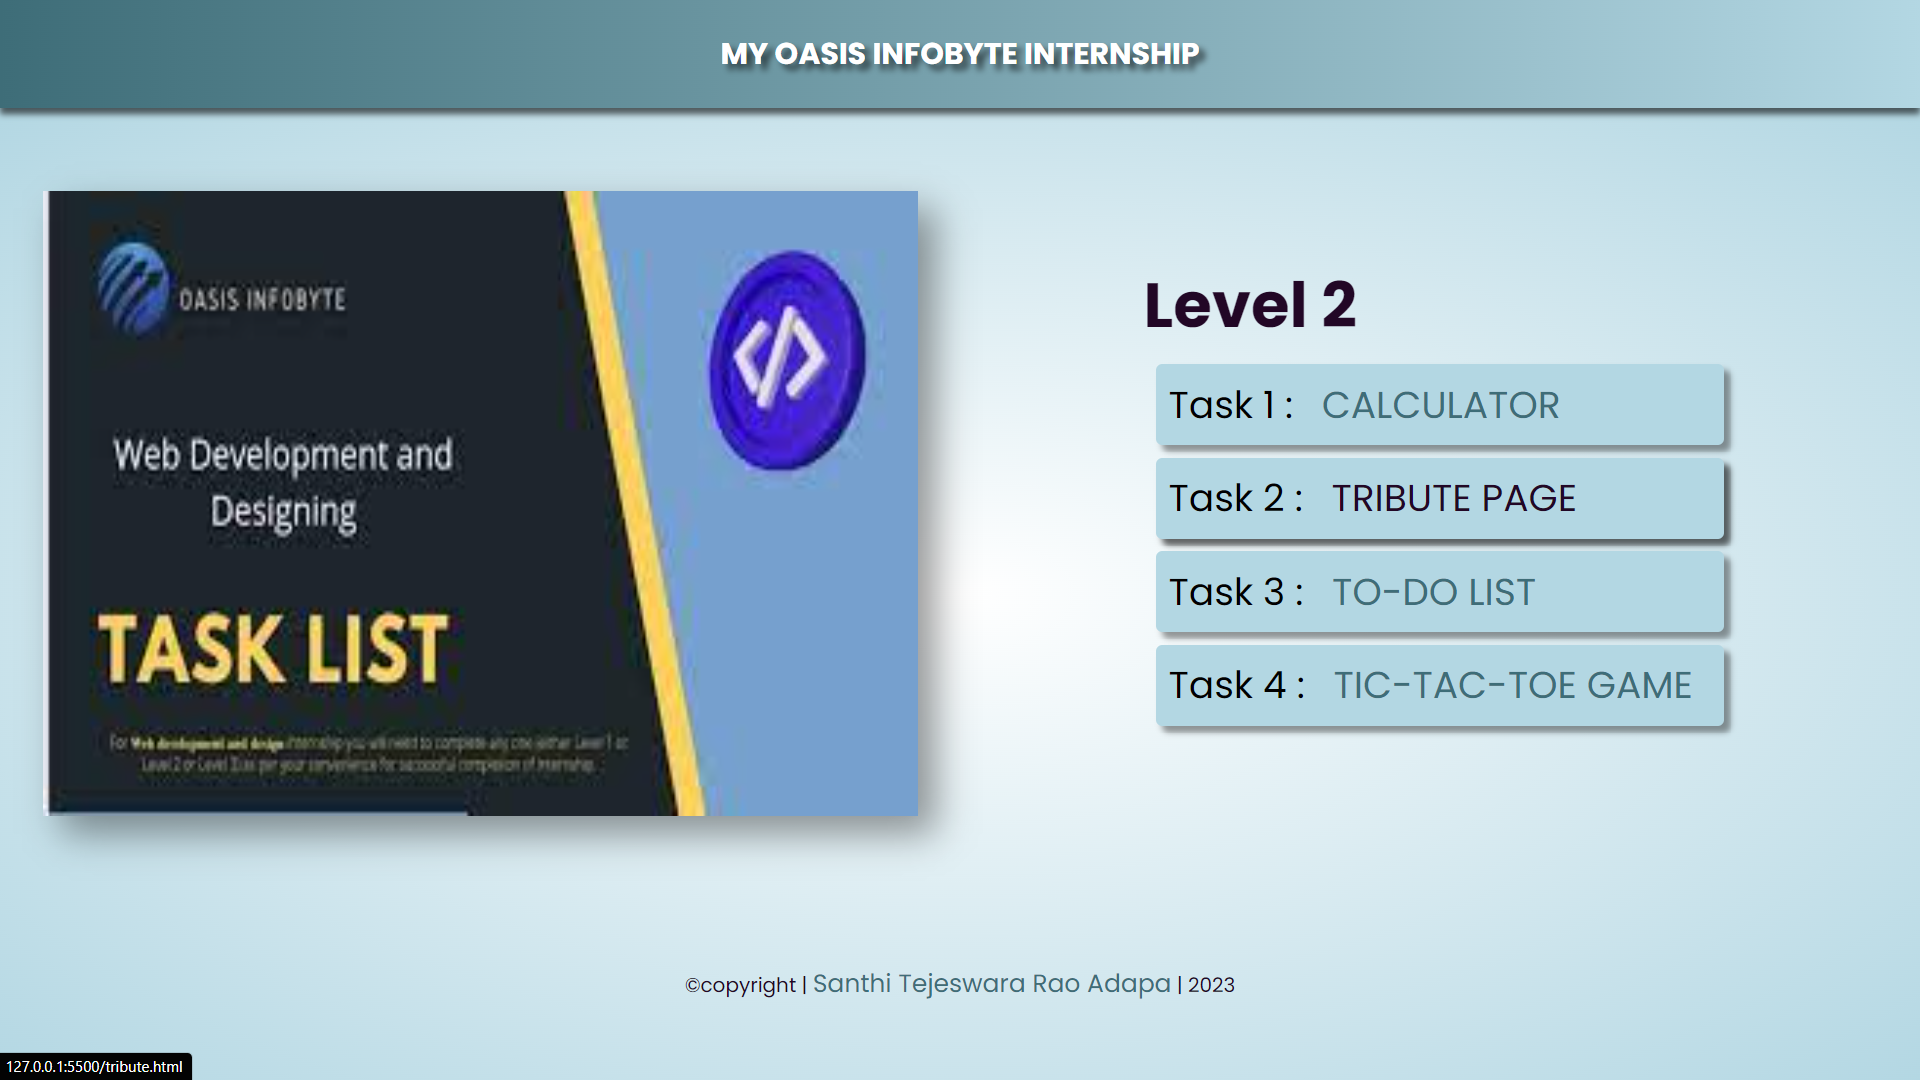 MY OASIS INFOBYTE INTERNSHIP
OASIS INFOBYTE
Web Development and
Designing
TASK LIST
For Web development and design internship you will need to complete any one either Level 1 or
Level 2 or Level 3 as per your convenience for successful completion of internship.
Level 2
Task 1 : CALCULATOR
Task 2 : TRIBUTE PAGE
Task 3 : TO-DO LIST
Task 4 : TIC-TAC-TOE GAME
©copyright | Santhi Tejeswara Rao Adapa | 2023
127.0.0.1:5500/tribute.html